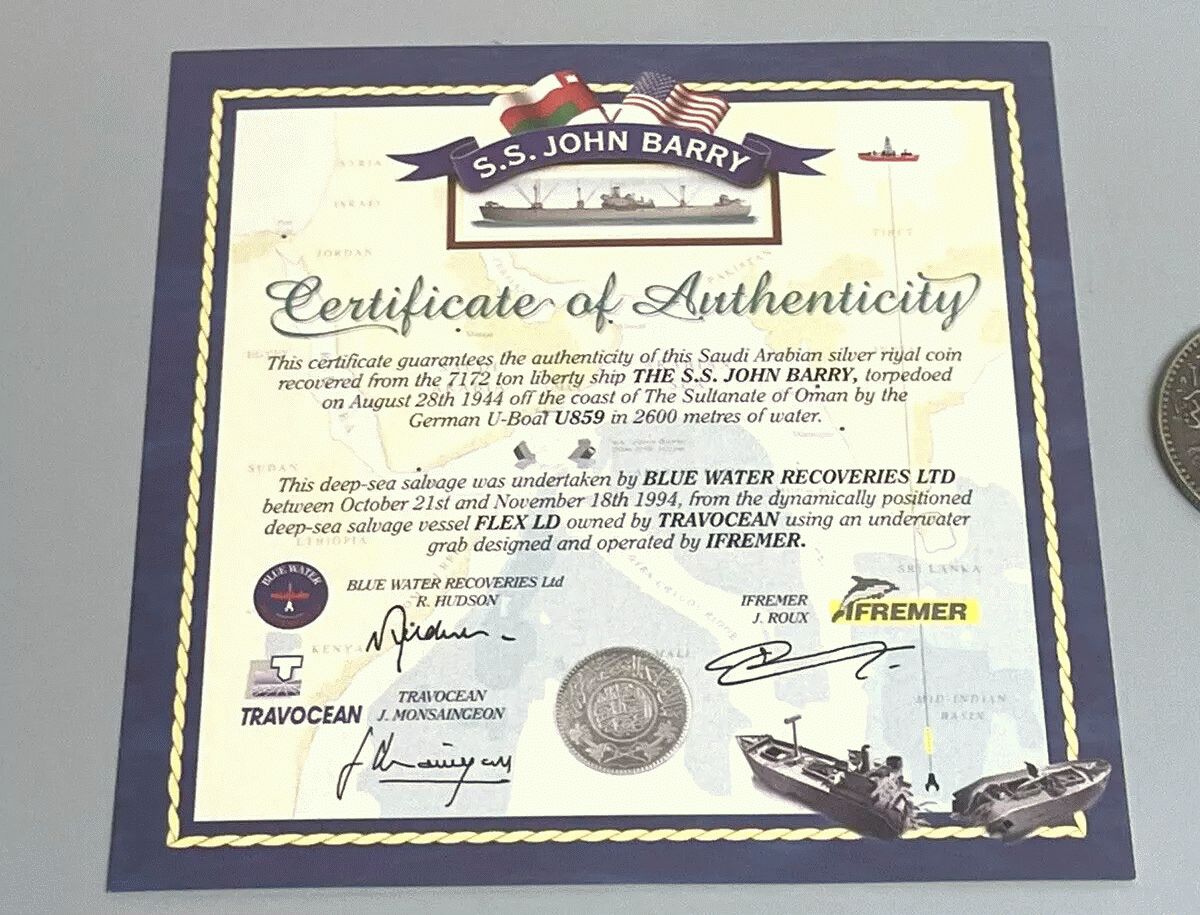 S.S. JOHN BARRY
SYRIA
ISRAEL
TIBET
JORDAN
PAKISTAN
Certificate of Authenticity
This certificate guarantees the authenticity of this Saudi Arabian silver riyal coin
recovered from the 7172 ton liberty ship THE S.S. JOHN BARRY, torpedoed
on August 28th 1944 off the coast of The Sultanate of Oman by the
German U-Boat U859 in 2600 metres of water.
SUDAN
This deep-sea salvage was undertaken by BLUE WATER RECOVERIES LTD
between October 21st and November 18th 1994, from the dynamically positioned
deep-sea salvage vessel FLEX LD owned by TRAVOCEAN using an underwater
grab designed and operated by IFREMER.
ETHIOPIA
SRI LANKA
BLUE WATER
BLUE WATER RECOVERIES Ltd
R. HUDSON
IFREMER
J. ROUX
IFREMER
KENYA
MALI
T
TRAVOCEAN
TRAVOCEAN
J. MONSAINGEON
MID-INDIAN
BASIN